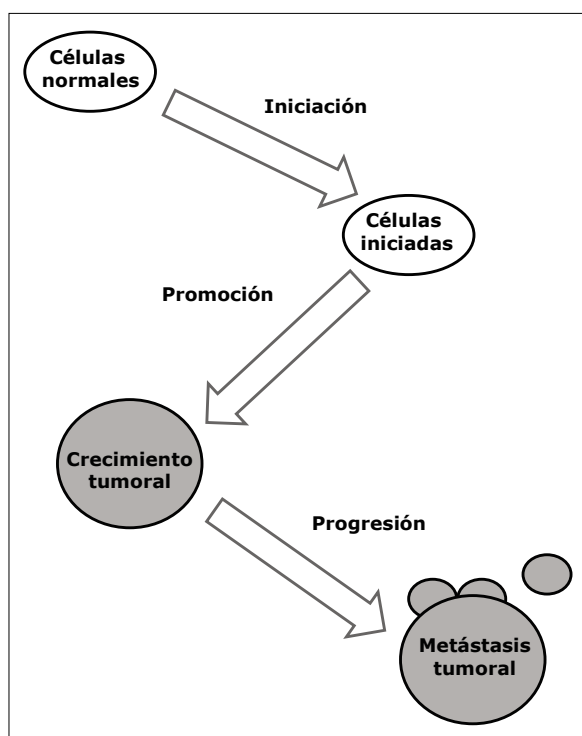 Células
normales
Iniciación
Células
iniciadas
Promoción
Crecimiento
tumoral
Progresión
Metástasis
tumoral